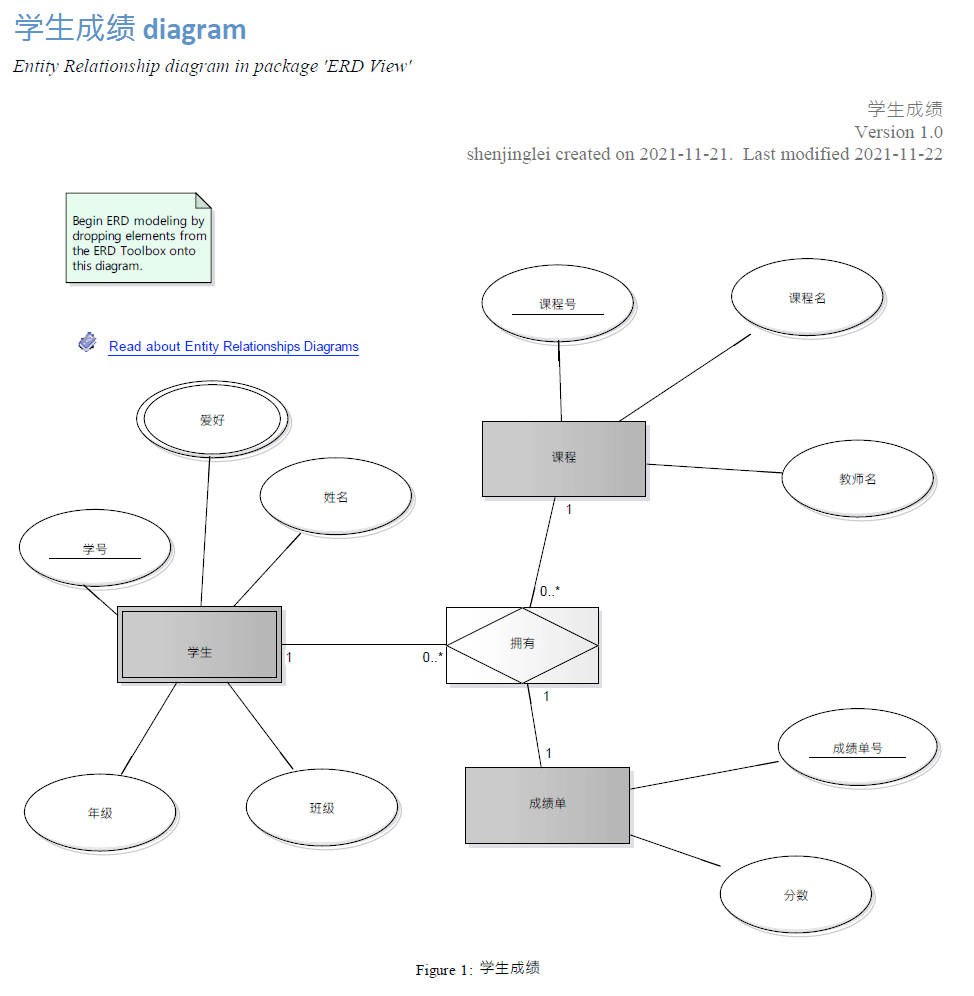 学生成绩 diagram
Entity Relationship diagram in package 'ERD View'
学生成绩
Version 1.0
shenjinglei created on 2021-11-21. Last modified 2021-11-22
Begin ERD modeling by
dropping elements from
the ERD Toolbox onto
this diagram.
Read about Entity Relationships Diagrams
课程号
课程名
爱好
课程
姓名
教师名
1
学号
0..*
拥有
学生
1
0..*
1
成绩单号
1
成绩单
年级
班级
分数
Figure 1: 学生成绩